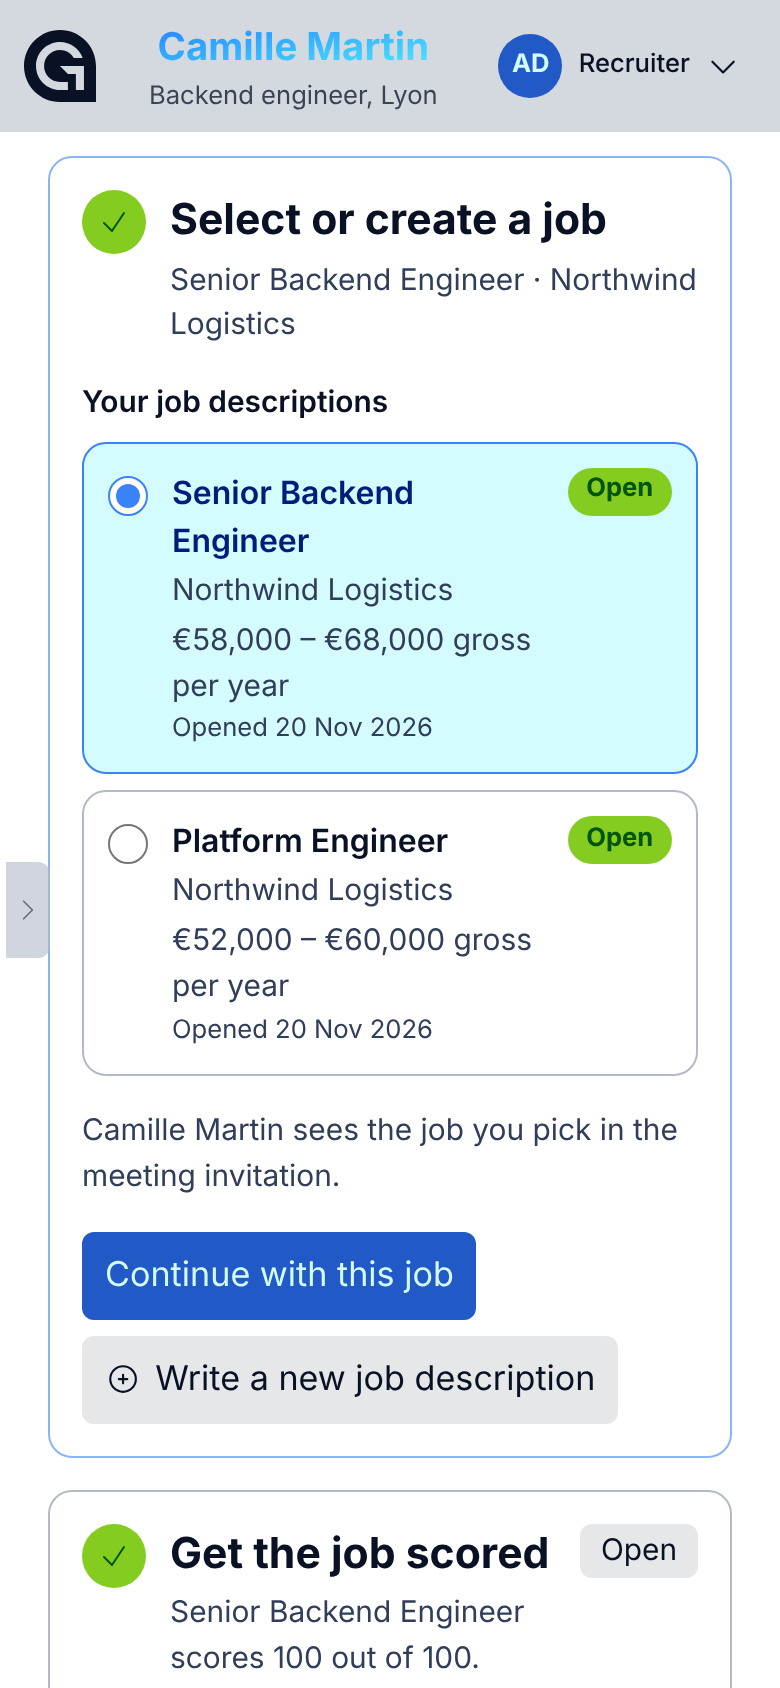 Camille Martin
Backend engineer, Lyon
AD
Recruiter
Select or create a job
Senior Backend Engineer · Northwind
Logistics
Your job descriptions
Senior Backend
Engineer
Open
Northwind Logistics
€58,000 – €68,000 gross
per year
Opened 20 Nov 2026
Platform Engineer
Open
Northwind Logistics
€52,000 – €60,000 gross
per year
Opened 20 Nov 2026
Camille Martin sees the job you pick in the
meeting invitation.
Continue with this job
Write a new job description
Get the job scored
Open
Senior Backend Engineer
scores 100 out of 100.